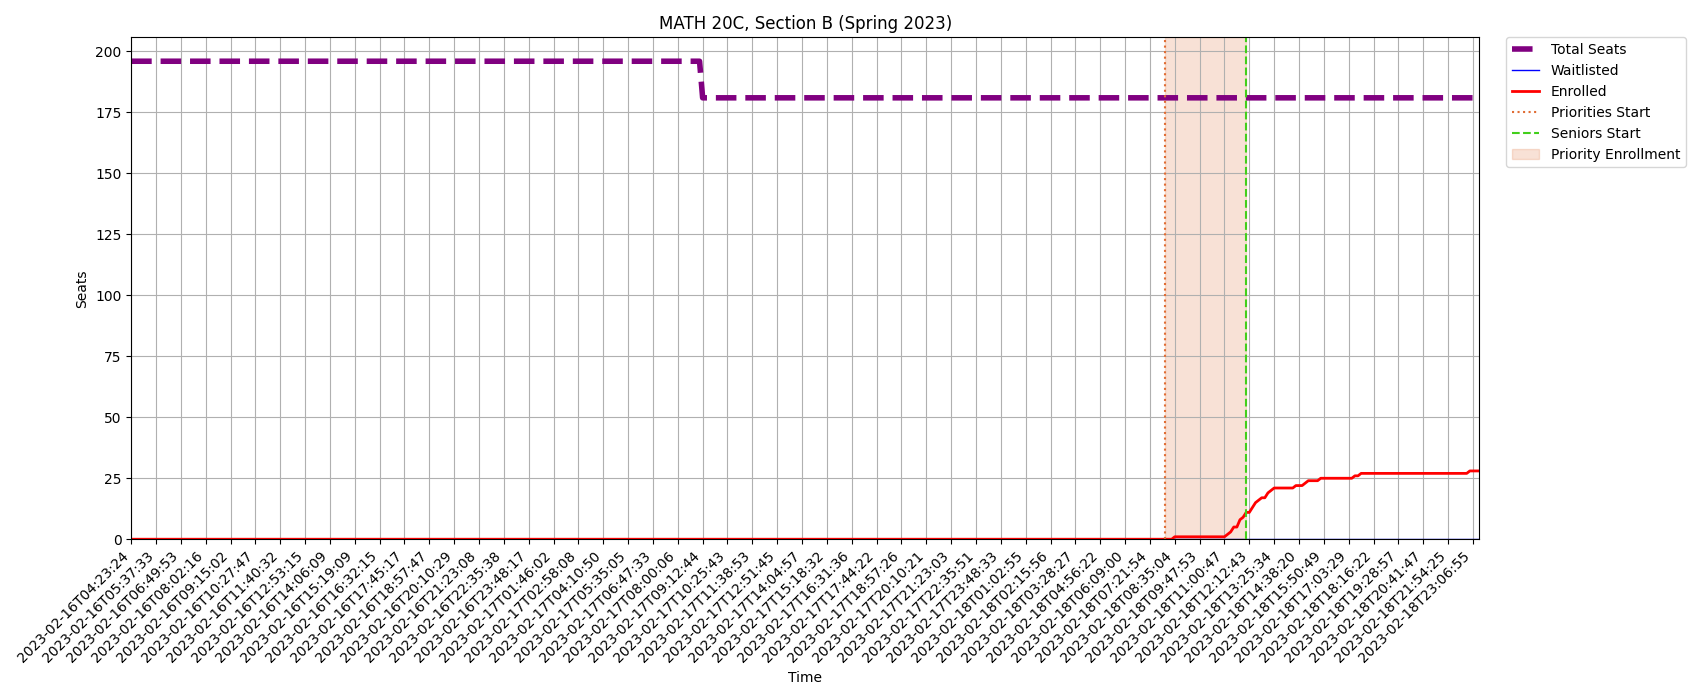 MATH 20C, Section B (Spring 2023)
Total Seats
Waitlisted
Enrolled
Priorities Start
Seniors Start
Priority Enrollment
200
175
150
125
100
75
50
25
0
Seats
2023-02-16T04:23:24
2023-02-16T05:37:33
2023-02-16T06:49:53
2023-02-16T08:02:16
2023-02-16T09:15:02
2023-02-16T10:27:47
2023-02-16T11:40:32
2023-02-16T12:53:15
2023-02-16T14:06:09
2023-02-16T15:19:09
2023-02-16T16:32:15
2023-02-16T17:45:17
2023-02-16T18:57:47
2023-02-16T20:10:29
2023-02-16T21:23:08
2023-02-16T22:35:38
2023-02-16T23:48:17
2023-02-17T01:46:02
2023-02-17T02:58:08
2023-02-17T04:10:50
2023-02-17T05:35:05
2023-02-17T06:47:33
2023-02-17T08:00:06
2023-02-17T09:12:44
2023-02-17T10:25:43
2023-02-17T11:38:53
2023-02-17T12:51:45
2023-02-17T14:04:57
2023-02-17T15:18:32
2023-02-17T16:31:36
2023-02-17T17:44:22
2023-02-17T18:57:26
2023-02-17T20:10:21
2023-02-17T21:23:03
2023-02-17T22:35:51
2023-02-17T23:48:33
2023-02-18T01:02:55
2023-02-18T02:15:56
2023-02-18T03:28:27
2023-02-18T04:56:22
2023-02-18T06:09:00
2023-02-18T07:21:54
2023-02-18T08:35:04
2023-02-18T09:47:53
2023-02-18T11:00:47
2023-02-18T12:12:43
2023-02-18T13:25:34
2023-02-18T14:38:20
2023-02-18T15:50:49
2023-02-18T17:03:29
2023-02-18T18:16:22
2023-02-18T19:28:57
2023-02-18T20:41:47
2023-02-18T21:54:25
2023-02-18T23:06:55
Time